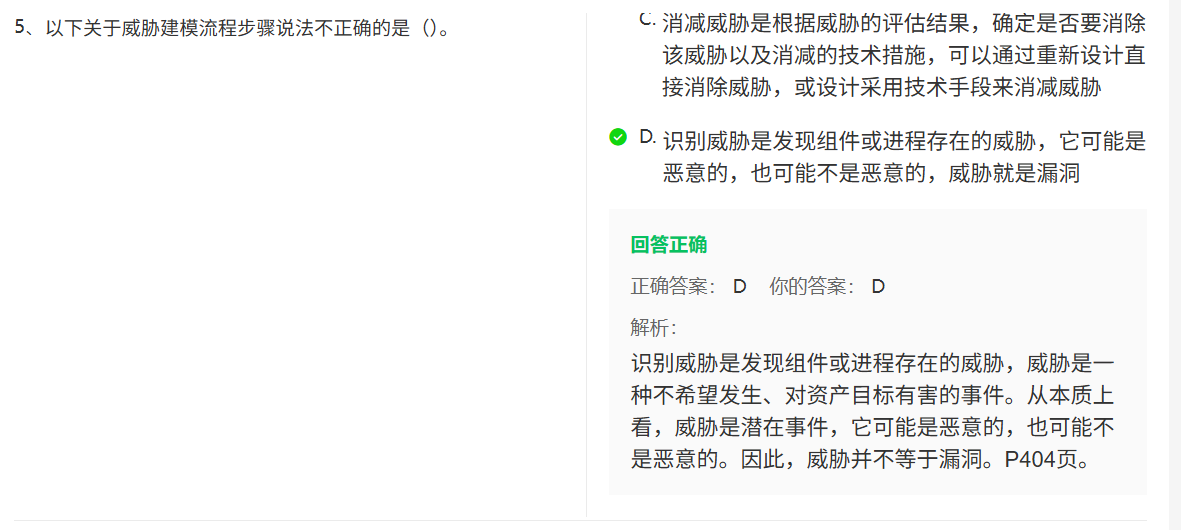 5、以下关于威胁建模流程步骤说法不正确的是（）。
C. 消减威胁是根据威胁的评估结果，确定是否要消除
该威胁以及消减的技术措施，可以通过重新设计直
接消除威胁，或设计采用技术手段来消减威胁
D. 识别威胁是发现组件或进程存在的威胁，它可能是
恶意的，也可能不是恶意的，威胁就是漏洞
回答正确
正确答案： D 你的答案： D
解析：
识别威胁是发现组件或进程存在的威胁，威胁是一
种不希望发生、对资产目标有害的事件。从本质上
看，威胁是潜在事件，它可能是恶意的，也可能不
是恶意的。因此，威胁并不等于漏洞。P404页。